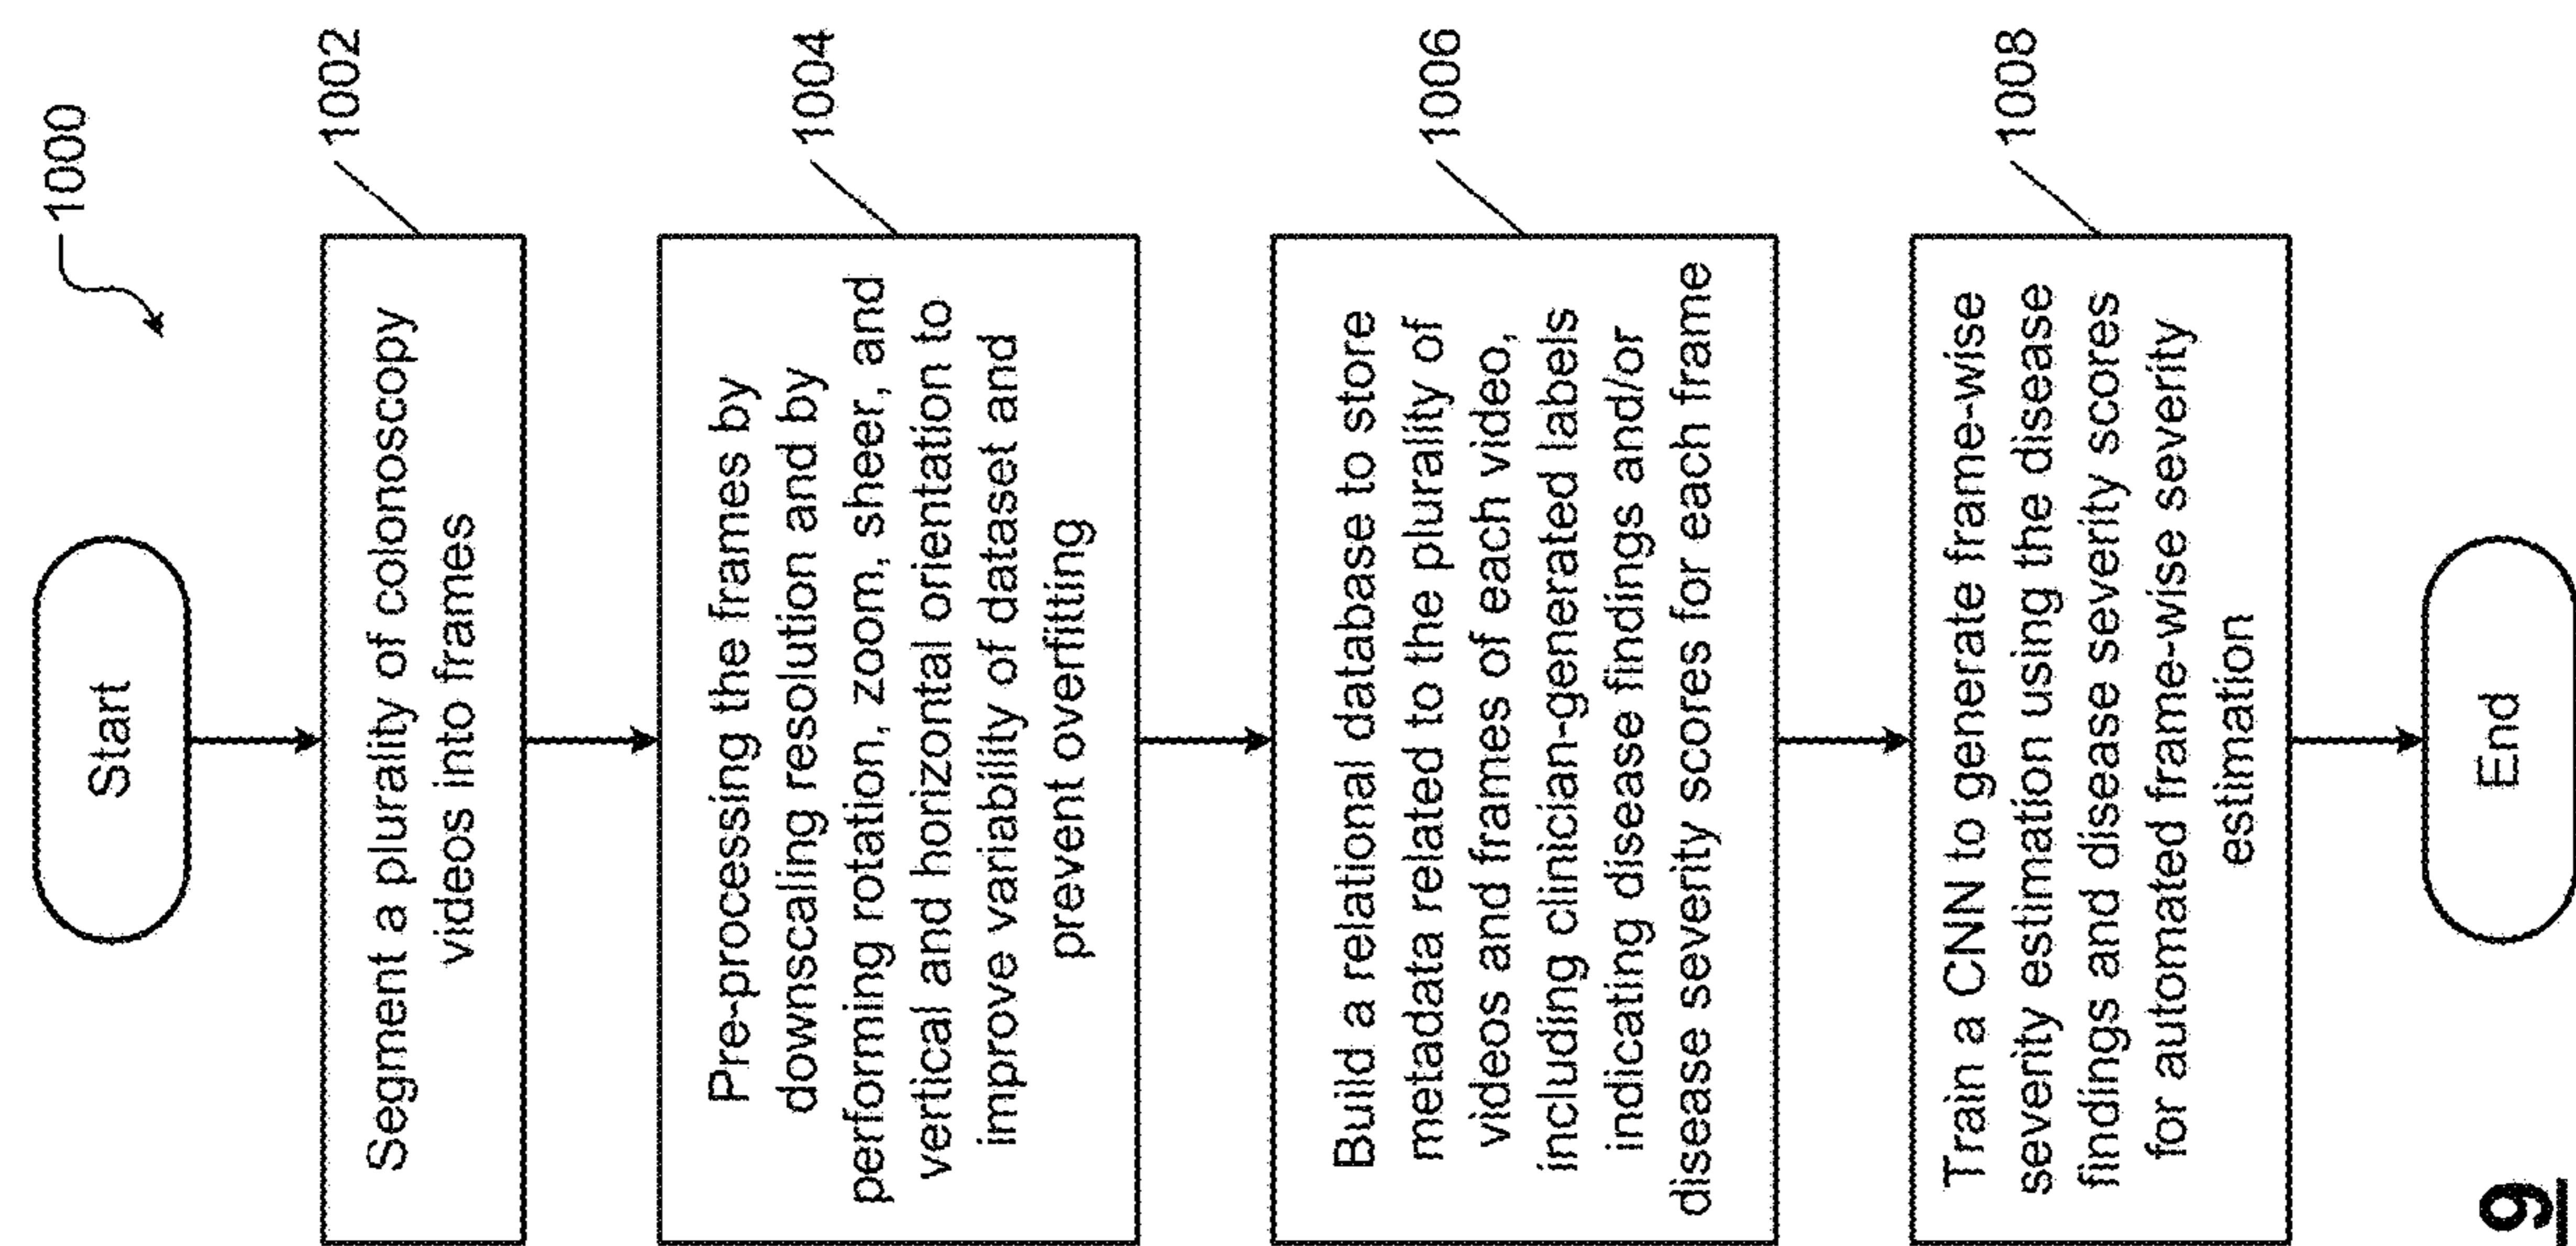 1000
Start
Segment a plurality of colonoscopy
videos into frames
1002
Pre-processing the frames by
downscaling resolution and by
performing rotation, zoom, sheer, and
vertical and horizontal orientation to
improve variability of dataset and
prevent overfitting
1004
Build a relational database to store
metadata related to the plurality of
videos and frames of each video,
including clinician-generated labels
indicating disease findings and/or
disease severity scores for each frame
1006
Train a CNN to generate frame-wise
severity estimation using the disease
findings and disease severity scores
for automated frame-wise severity
estimation
1008
End
9